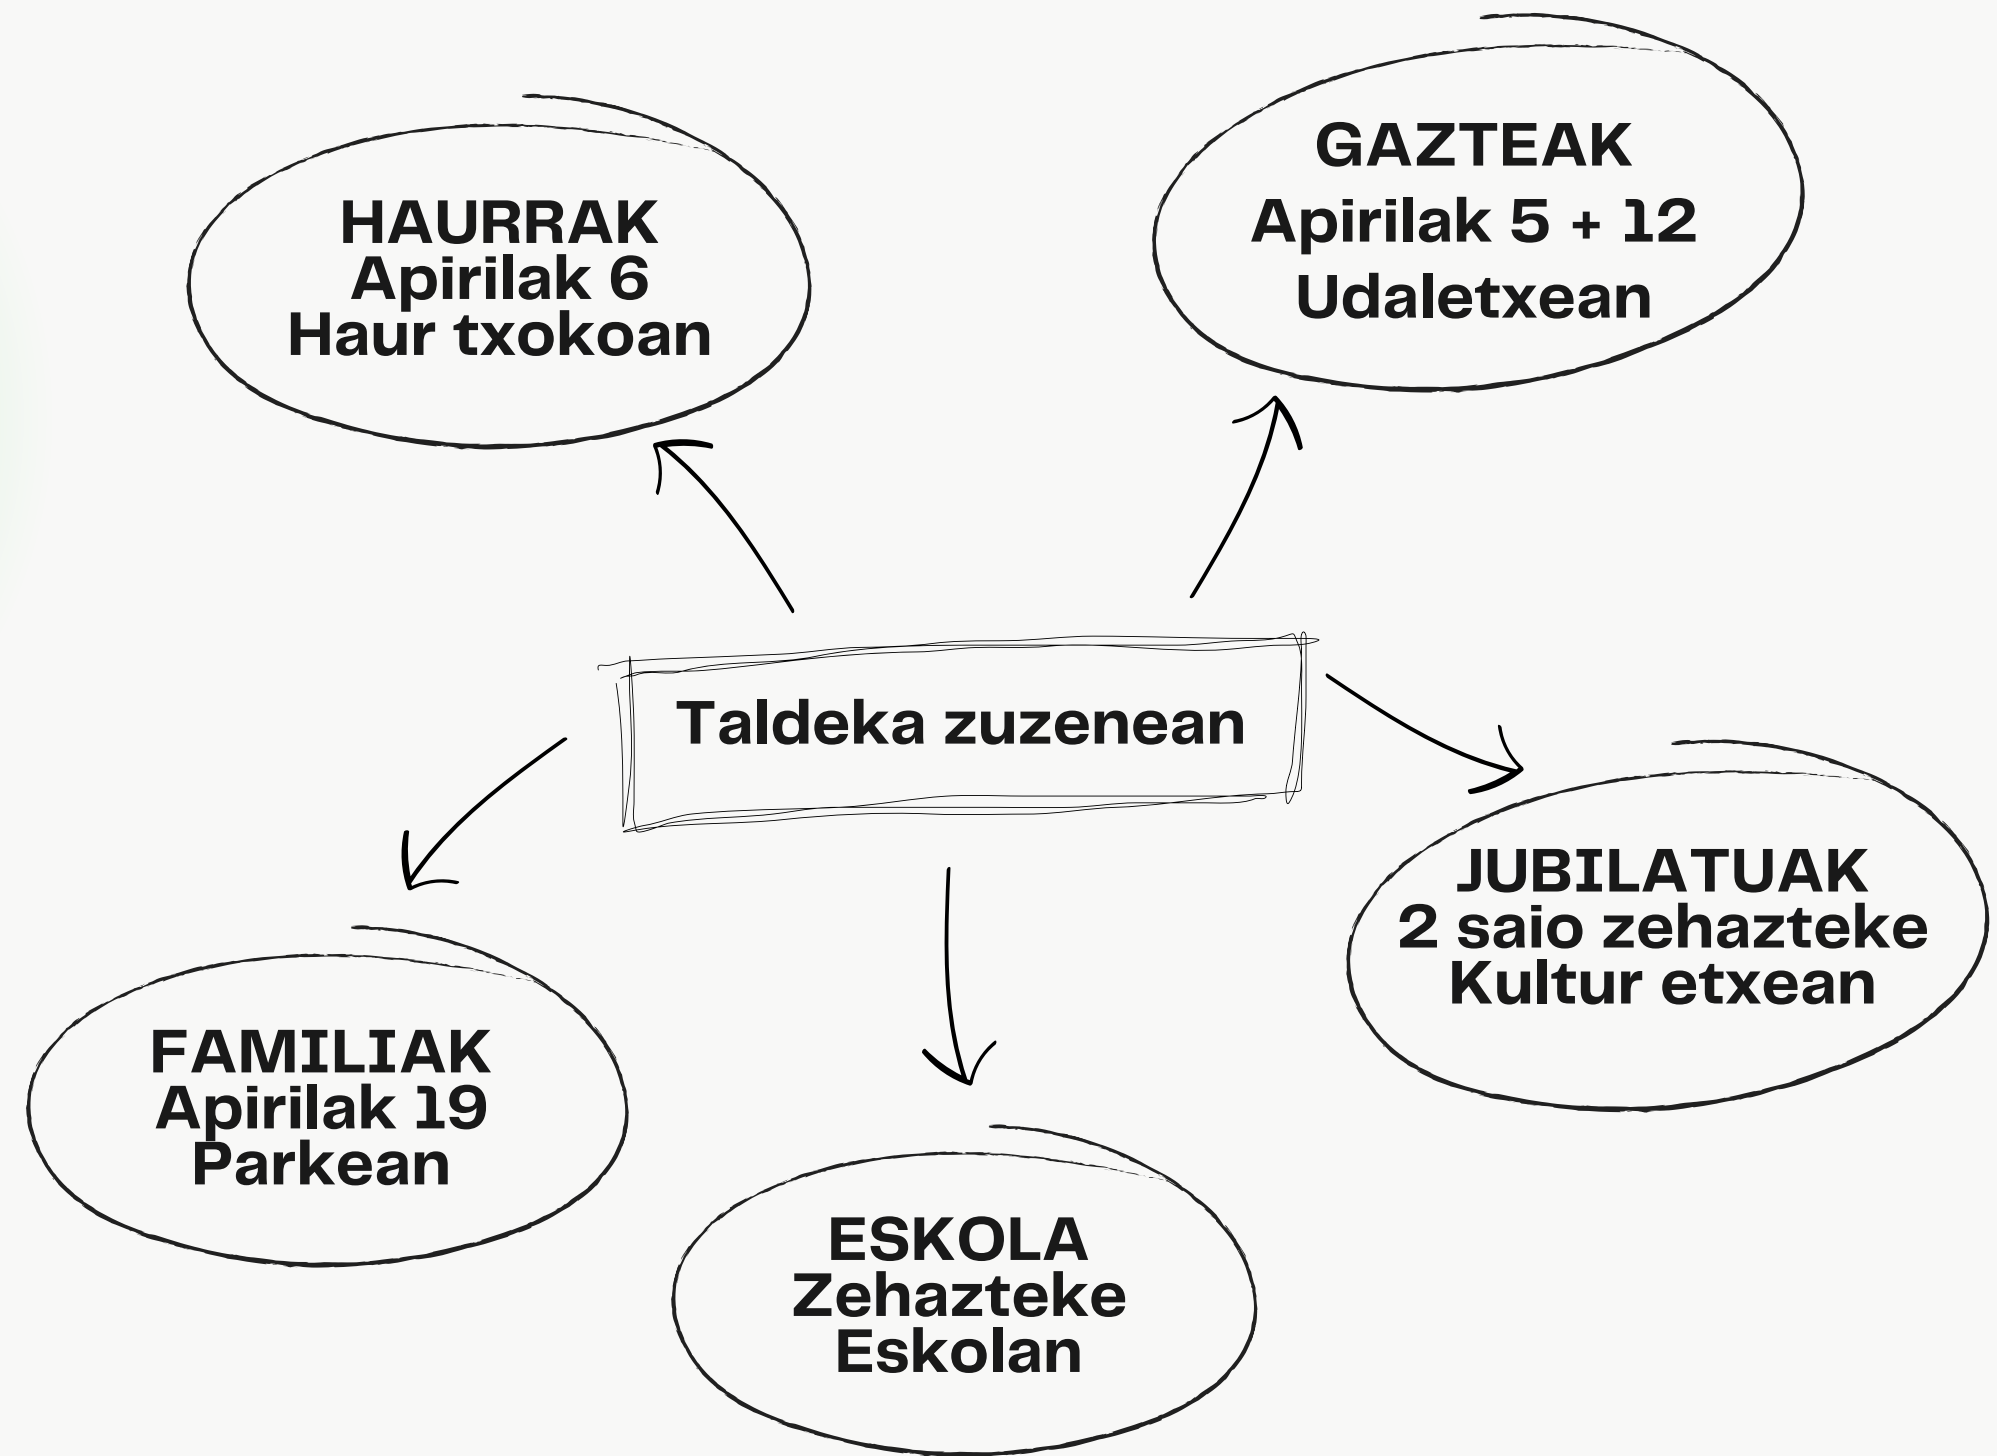 HAURRAK
Apirilak 6
Haur txokoan
GAZTEAK
Apirilak 5 + 12
Udaletxean
Taldeka zuzenean
JUBILATUAK
2 saio zehazteke
Kultur etxean
FAMILIAK
Apirilak 19
Parkean
ESKOLA
Zehazteke
Eskolan